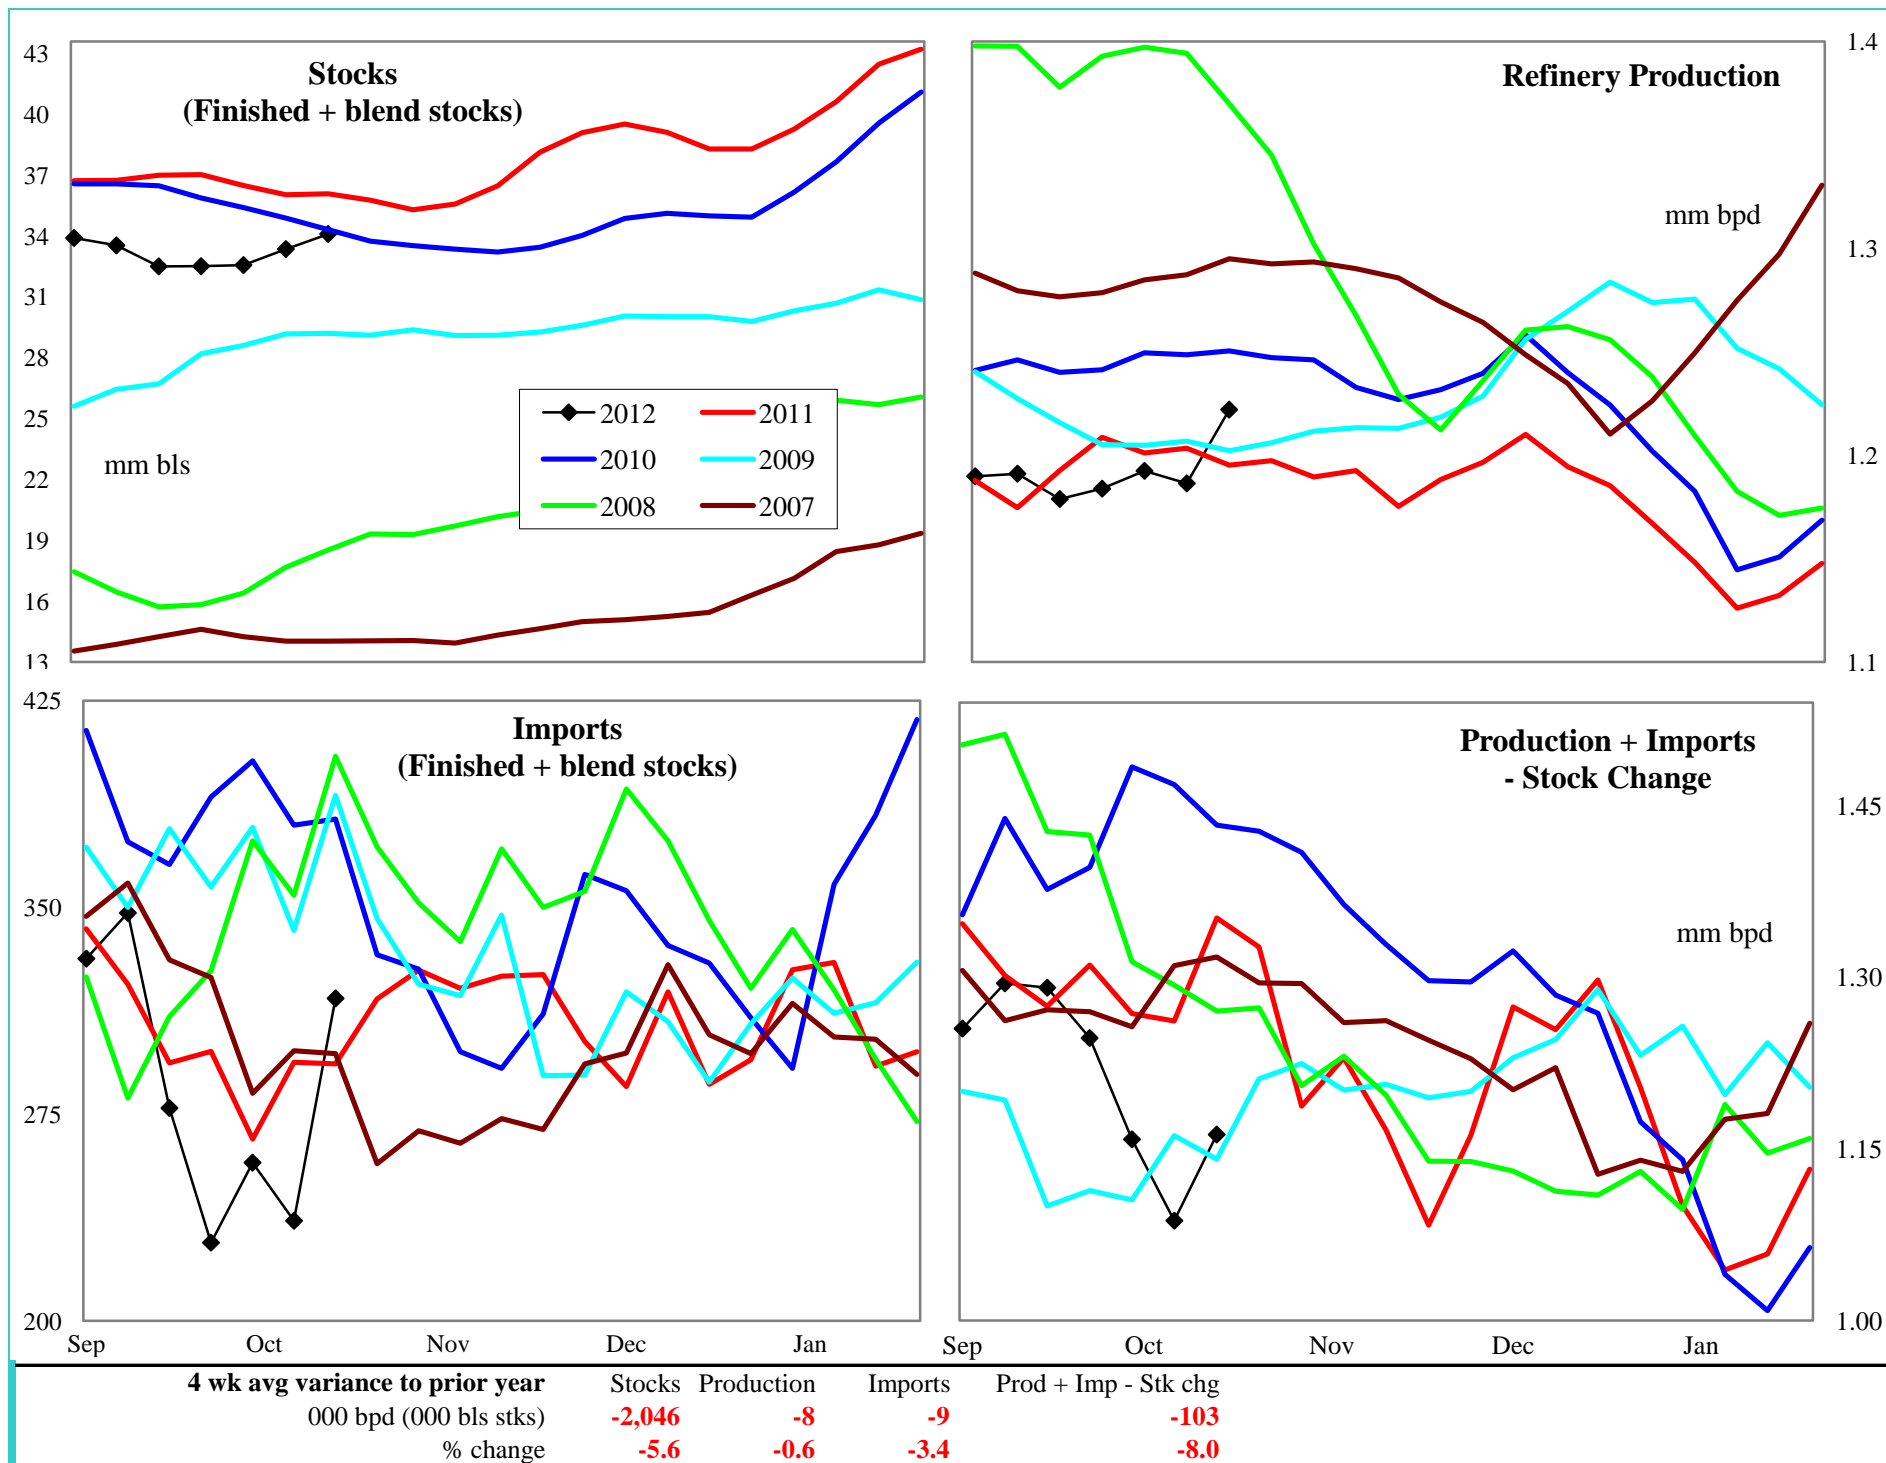 Stocks
(Finished + blend stocks)
43
40
37
34
31
28
25
22
19
16
13
mm bls
2012
2011
2010
2009
2008
2007
Refinery Production
mm bpd
1.4
1.3
1.2
1.1
Imports
(Finished + blend stocks)
425
350
275
200
Sep Oct Nov Dec Jan
Production + Imports
- Stock Change
mm bpd
1.45
1.30
1.15
1.00
Sep Oct Nov Dec Jan
4 wk avg variance to prior year Stocks Production Imports Prod + Imp - Stk chg
000 bpd (000 bls stks) -2,046 -8 -9 -103
% change -5.6 -0.6 -3.4 -8.0